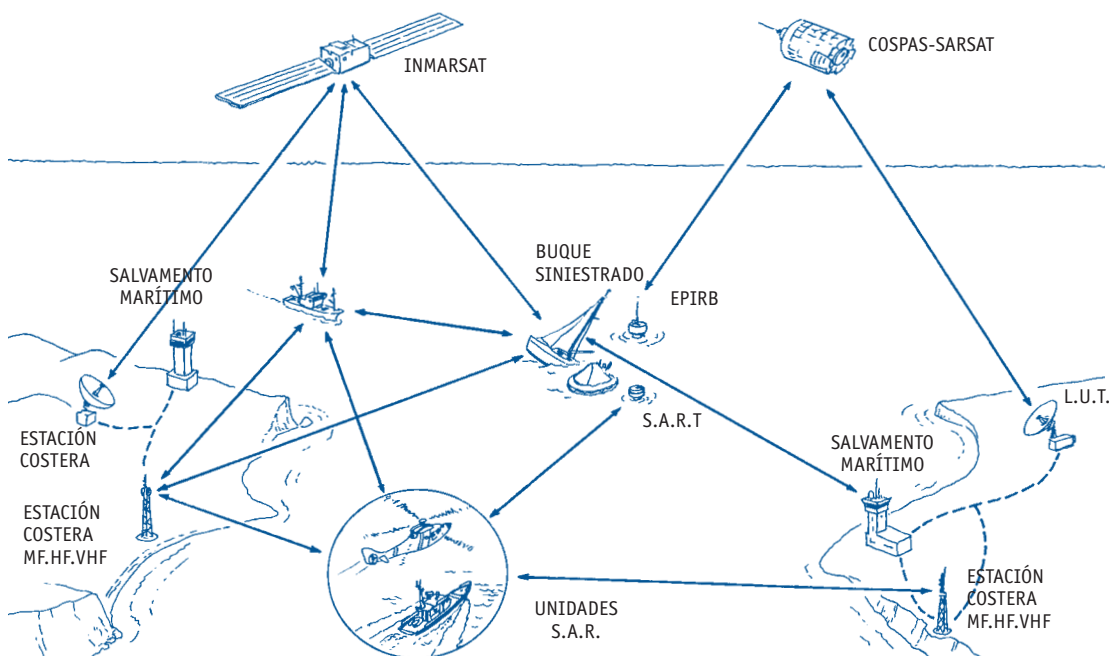 INMARSAT
COSPAS-SARSAT
BUQUE
SINIESTRADO
SALVAMENTO
MARÍTIMO
EPIRB
S.A.R.T
L.U.T.
ESTACIÓN
COSTERA
SALVAMENTO
MARÍTIMO
ESTACIÓN
COSTERA
MF.HF.VHF
UNIDADES
S.A.R.
ESTACIÓN
COSTERA
MF.HF.VHF